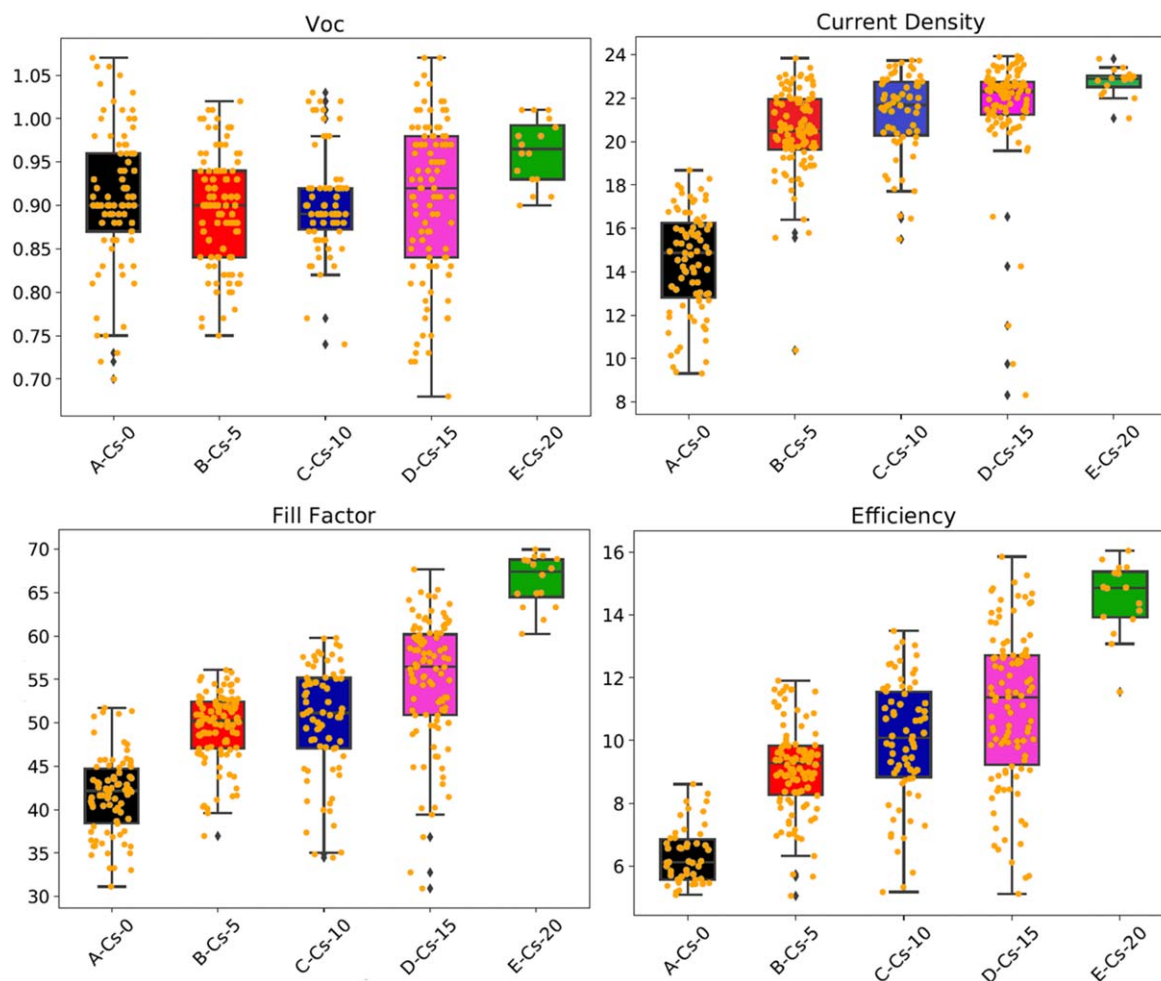 Voc
1.05
1.00
0.95
0.90
0.85
0.80
0.75
0.70
A-Cs-0
B-Cs-5
C-Cs-10
D-Cs-15
E-Cs-20
Current Density
24
22
20
18
16
14
12
10
8
A-Cs-0
B-Cs-5
C-Cs-10
D-Cs-15
E-Cs-20
Fill Factor
70
65
60
55
50
45
40
35
30
A-Cs-0
B-Cs-5
C-Cs-10
D-Cs-15
E-Cs-20
Efficiency
16
14
12
10
8
6
A-Cs-0
B-Cs-5
C-Cs-10
D-Cs-15
E-Cs-20